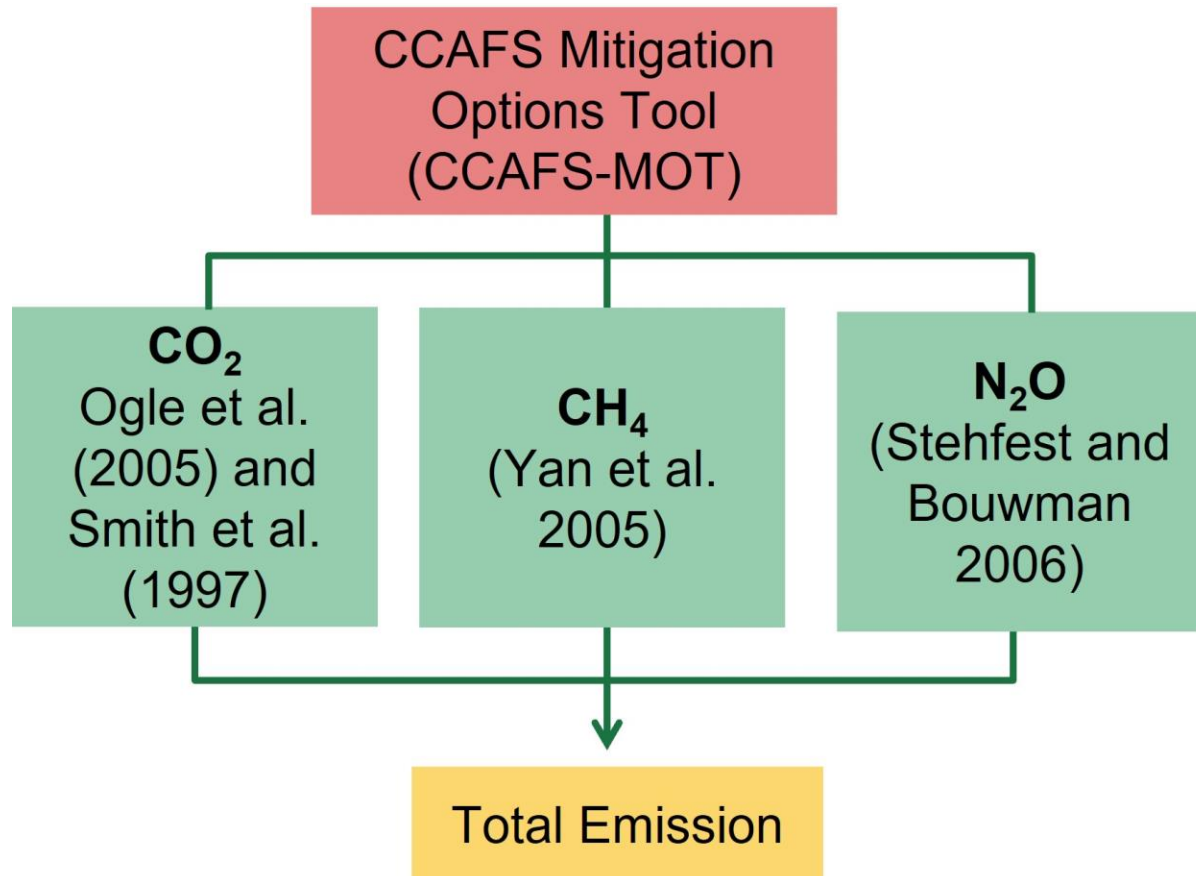 CCAFS Mitigation
Options Tool
(CCAFS-MOT)
CO₂
Ogle et al.
(2005) and
Smith et al.
(1997)
CH₄
(Yan et al.
2005)
N₂O
(Stehfest and
Bouwman
2006)
Total Emission